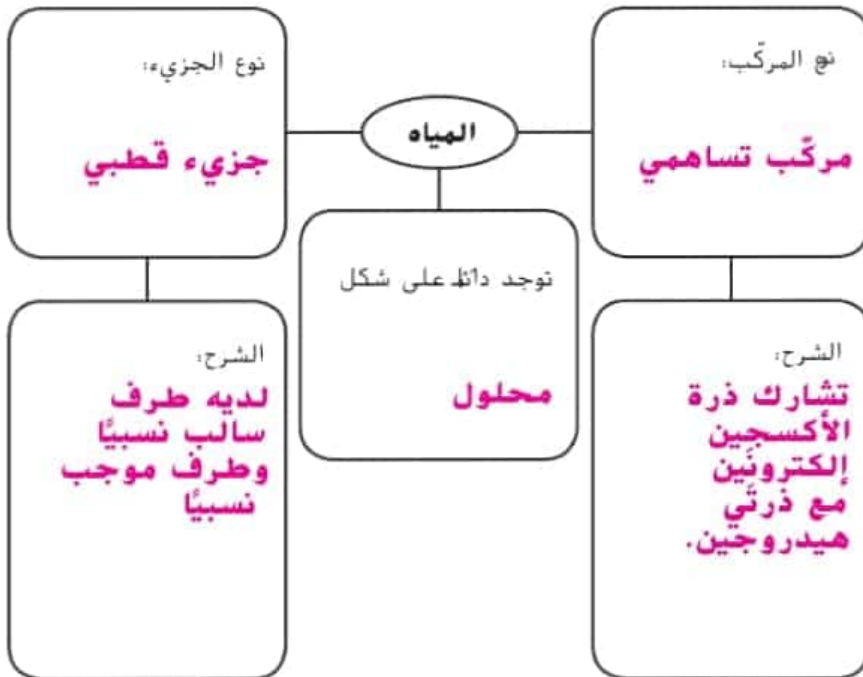 نوع المركّب:
مركّب تساهمي
الشرح:
تشارك ذرة
الأكسجين
إلكترونَين
مع ذرتَي
هيدروجين.
المياه
توجد دائمًا على شكل
محلول
نوع الجزيء:
جزيء قطبي
الشرح:
لديه طرف
سالب نسبيًا
وطرف موجب
نسبيًا